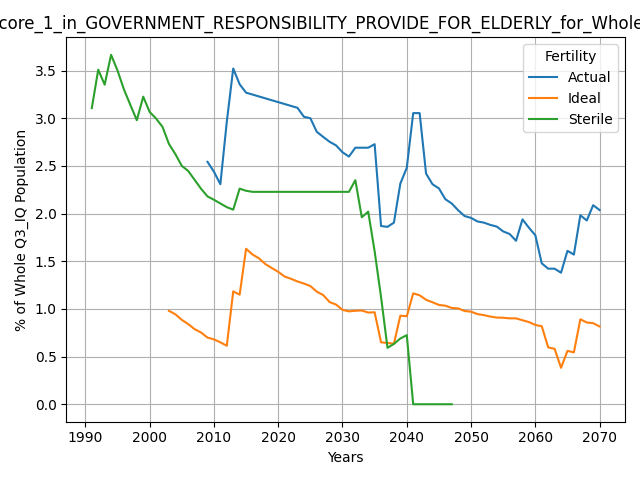 core_1_in_GOVERNMENT_RESPONSIBILITY_PROVIDE_FOR_ELDERLY_for_Whole
Fertility
Actual
Ideal
Sterile
% of Whole Q3_IQ Population
3.5
3.0
2.5
2.0
1.5
1.0
0.5
0.0
1990 2000 2010 2020 2030 2040 2050 2060 2070
Years